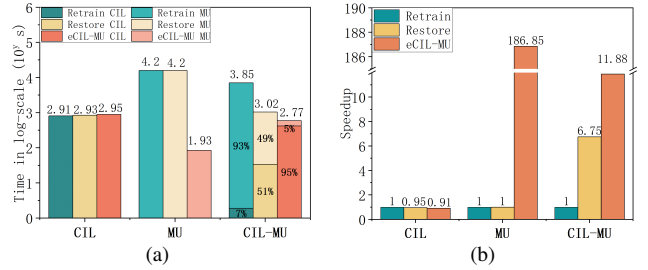 Retrain CIL Retrain MU
Restore CIL Restore MU
eCIL-MU CIL eCIL-MU MU
Time in log-scale (10^y s)
6
5
4
3
2
1
0
2.91 2.93 2.95
4.2 4.2
1.93
3.85
3.02
2.77
93%
7%
49%
51%
5%
95%
CIL MU CIL-MU
(a)
Retrain
Restore
eCIL-MU
Speedup
190
188
186
10
8
6
4
2
0
1 0.95 0.91
1 1
186.85
1
6.75
11.88
CIL MU CIL-MU
(b)